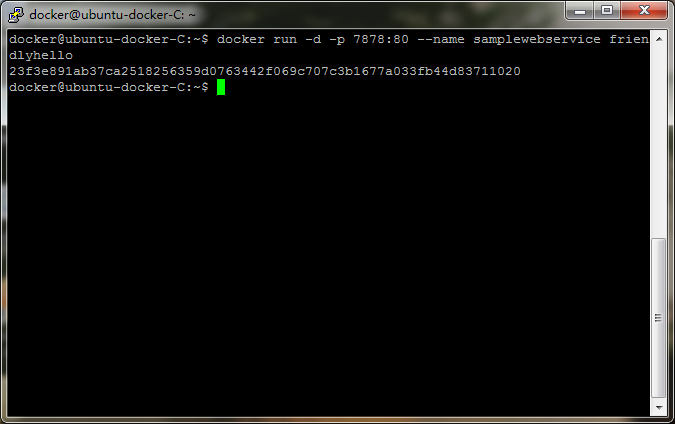 docker@ubuntu-docker-C: ~
docker@ubuntu-docker-C:~$ docker run -d -p 7878:80 --name samplewebservice frien
dlyhello
23f3e891ab37ca2518256359d0763442f069c707c3b1677a033fb44d83711020
docker@ubuntu-docker-C:~$